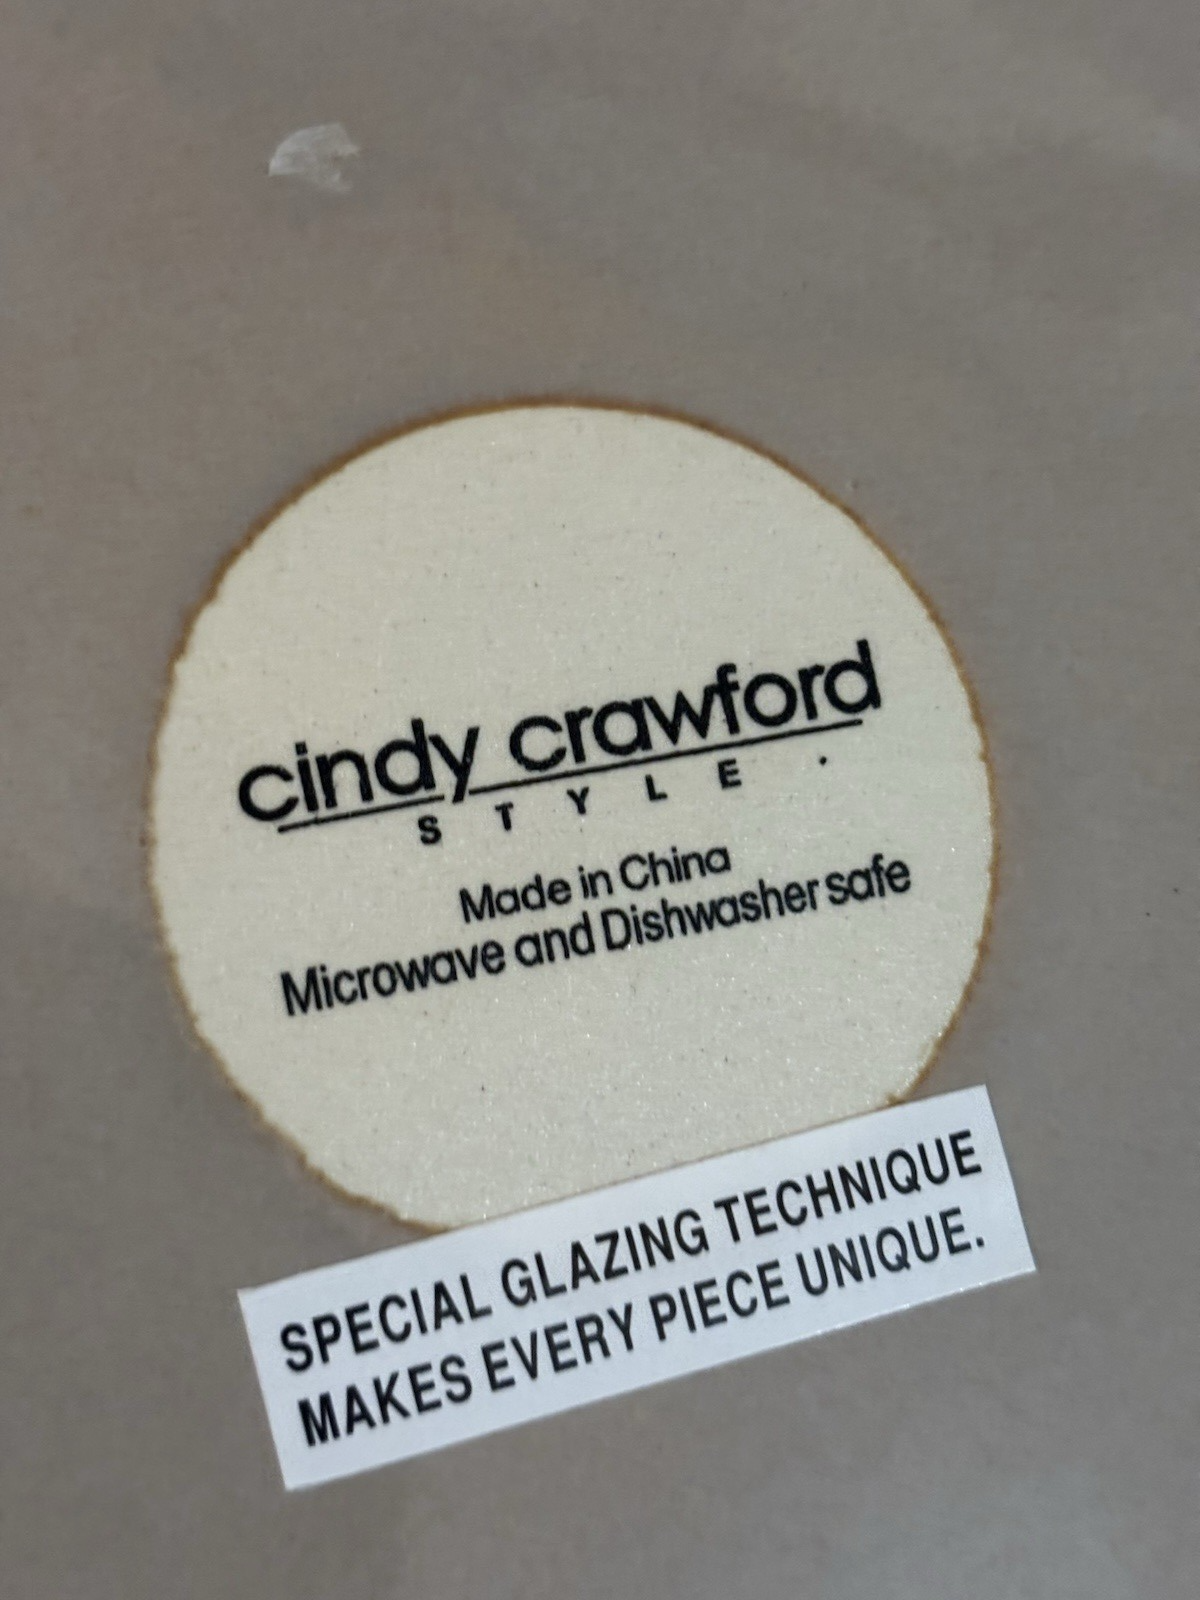 cindy crawford
STYLE.
Made in China
Microwave and Dishwasher safe
SPECIAL GLAZING TECHNIQUE
MAKES EVERY PIECE UNIQUE.